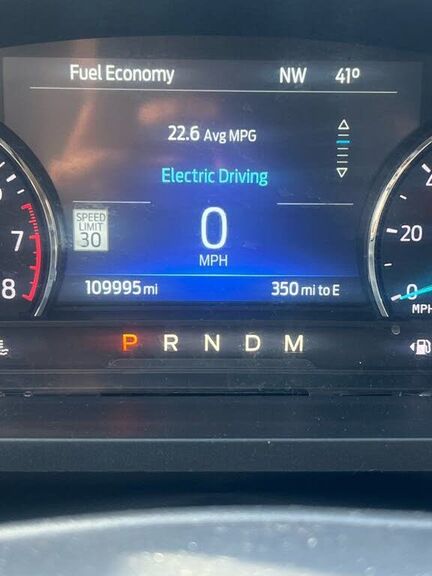 Fuel Economy NW 41°
22.6 Avg MPG
Electric Driving
SPEED
LIMIT
30
0
MPH
7
8
20
0
MPH
109995 mi 350 mi to E
P R N D M